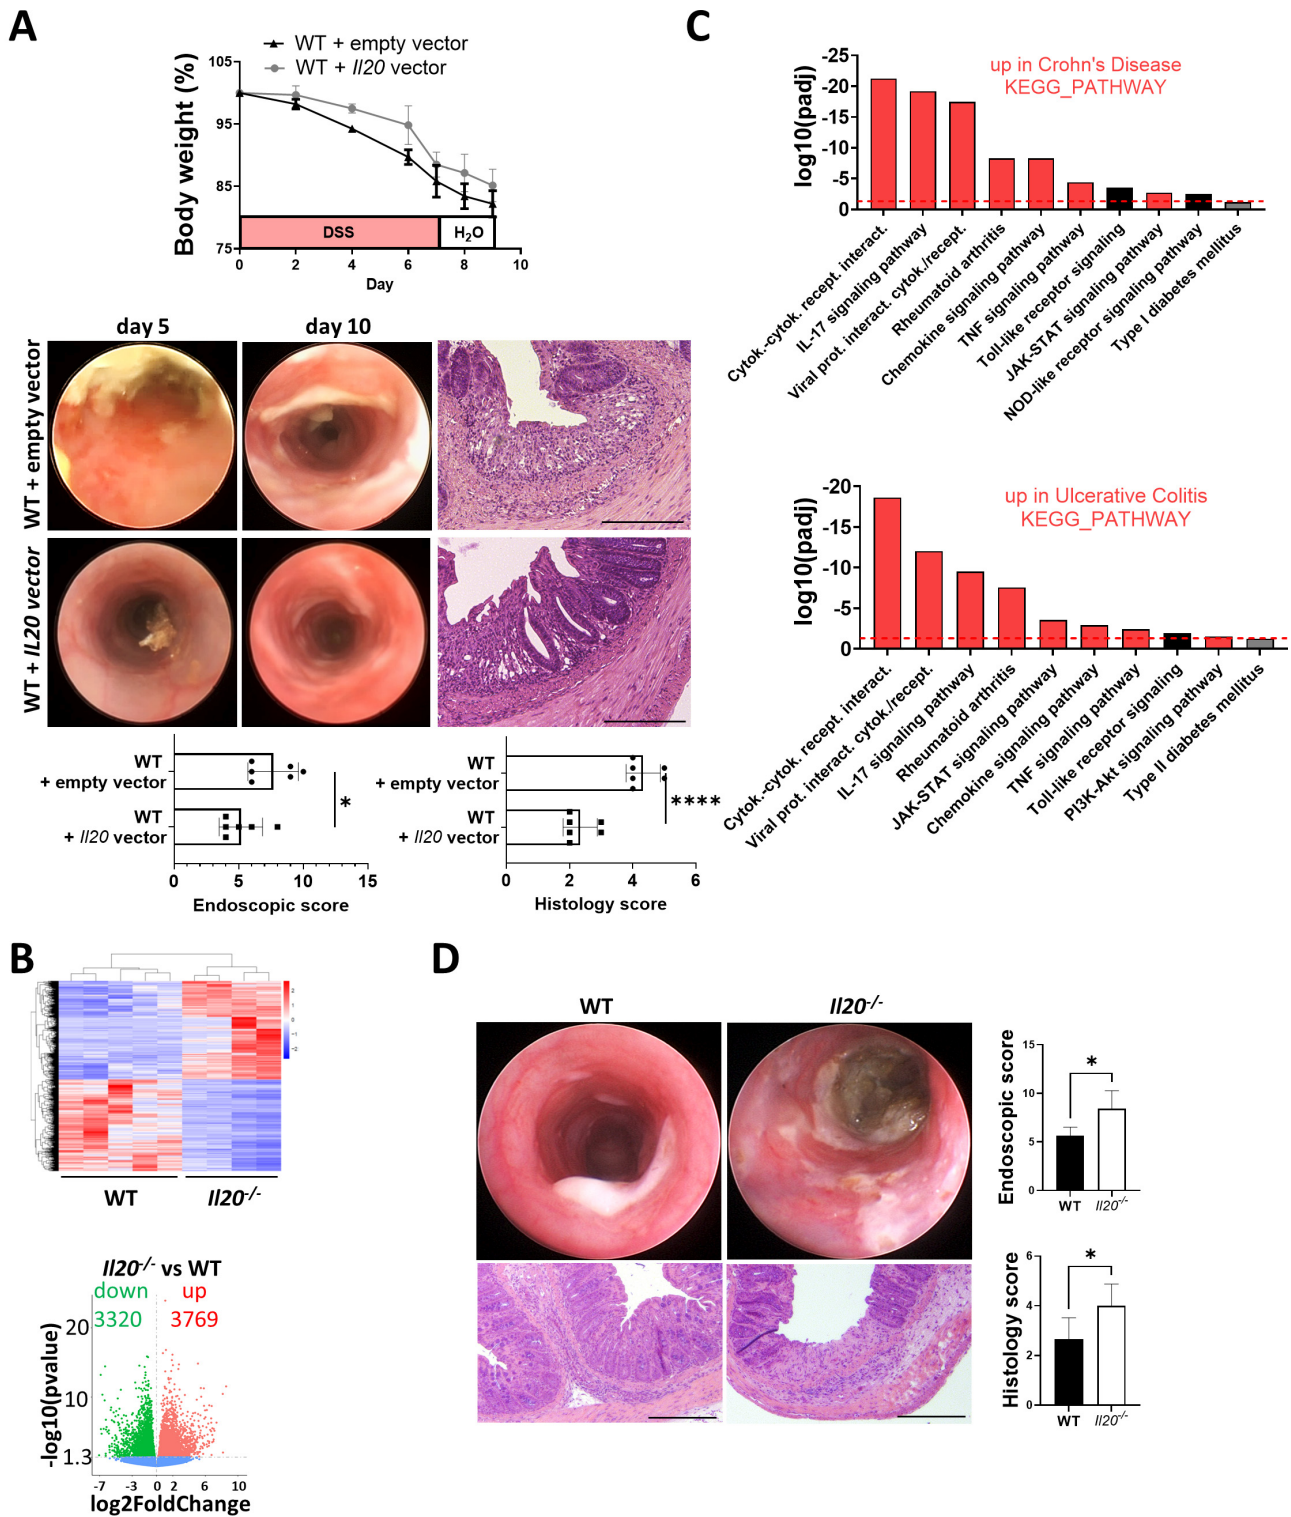 A
WT + empty vector
WT + Il20 vector
Body weight (%)
105
95
85
75
DSS
H2O
0
2
4
6
8
10
Day
day 5
day 10
WT + empty vector
WT + IL20 vector
WT
+ empty vector
WT
+ Il20 vector
*
0
5
10
15
Endoscopic score
WT
+ empty vector
WT
+ Il20 vector
****
0
2
4
6
Histology score
B
2
1
0
−1
−2
WT
Il20-/-
Il20-/- vs WT
down
up
3320
3769
-log10(pvalue)
20
10
1.3
-7
-3
0
2
6
10
log2FoldChange
C
up in Crohn's Disease
KEGG_PATHWAY
log10(padj)
-25
-20
-15
-10
-5
0
Cytok.-cytok. recept. interact.
IL-17 signaling pathway
Viral prot. interact. cytok./recept.
Rheumatoid arthritis
Chemokine signaling pathway
TNF signaling pathway
Toll-like receptor signaling
JAK-STAT signaling pathway
NOD-like receptor signaling pathway
Type I diabetes mellitus
up in Ulcerative Colitis
KEGG_PATHWAY
log10(padj)
-20
-15
-10
-5
0
Cytok.-cytok. recept. interact.
Viral prot. interact. cytok./recept.
IL-17 signaling pathway
Rheumatoid arthritis
JAK-STAT signaling pathway
Chemokine signaling pathway
TNF signaling pathway
Toll-like receptor signaling
PI3K-Akt signaling pathway
Type II diabetes mellitus
D
WT
Il20-/-
Endoscopic score
15
10
5
0
*
WT
Il20-/-
Histology score
6
4
2
0
*
WT
Il20-/-